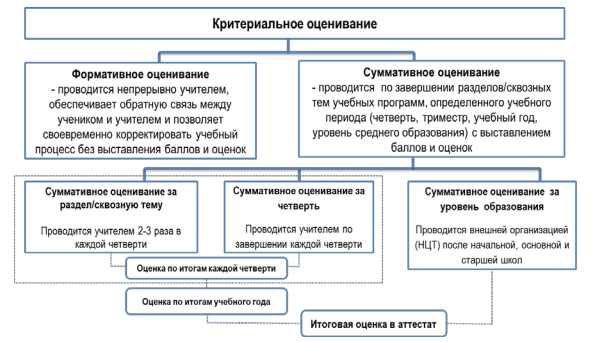 Критериальное оценивание
Формативное оценивание
- проводится непрерывно учителем,
обеспечивает обратную связь между
учеником и учителем и позволяет
своевременно корректировать учебный
процесс без выставления баллов и оценок
Суммативное оценивание
- проводится по завершении разделов/сквозных
тем учебных программ, определенного учебного
периода (четверть, триместр, учебный год,
уровень среднего образования) с выставлением
баллов и оценок
Суммативное оценивание за
раздел/сквозную тему
Проводится учителем 2-3 раза в
каждой четверти
Суммативное оценивание за
четверть
Проводится учителем по
завершении каждой четверти
Суммативное оценивание за
уровень образования
Проводится внешней организацией
(НЦТ) после начальной, основной и
старшей школ
Оценка по итогам каждой четверти
Оценка по итогам учебного года
Итоговая оценка в аттестат